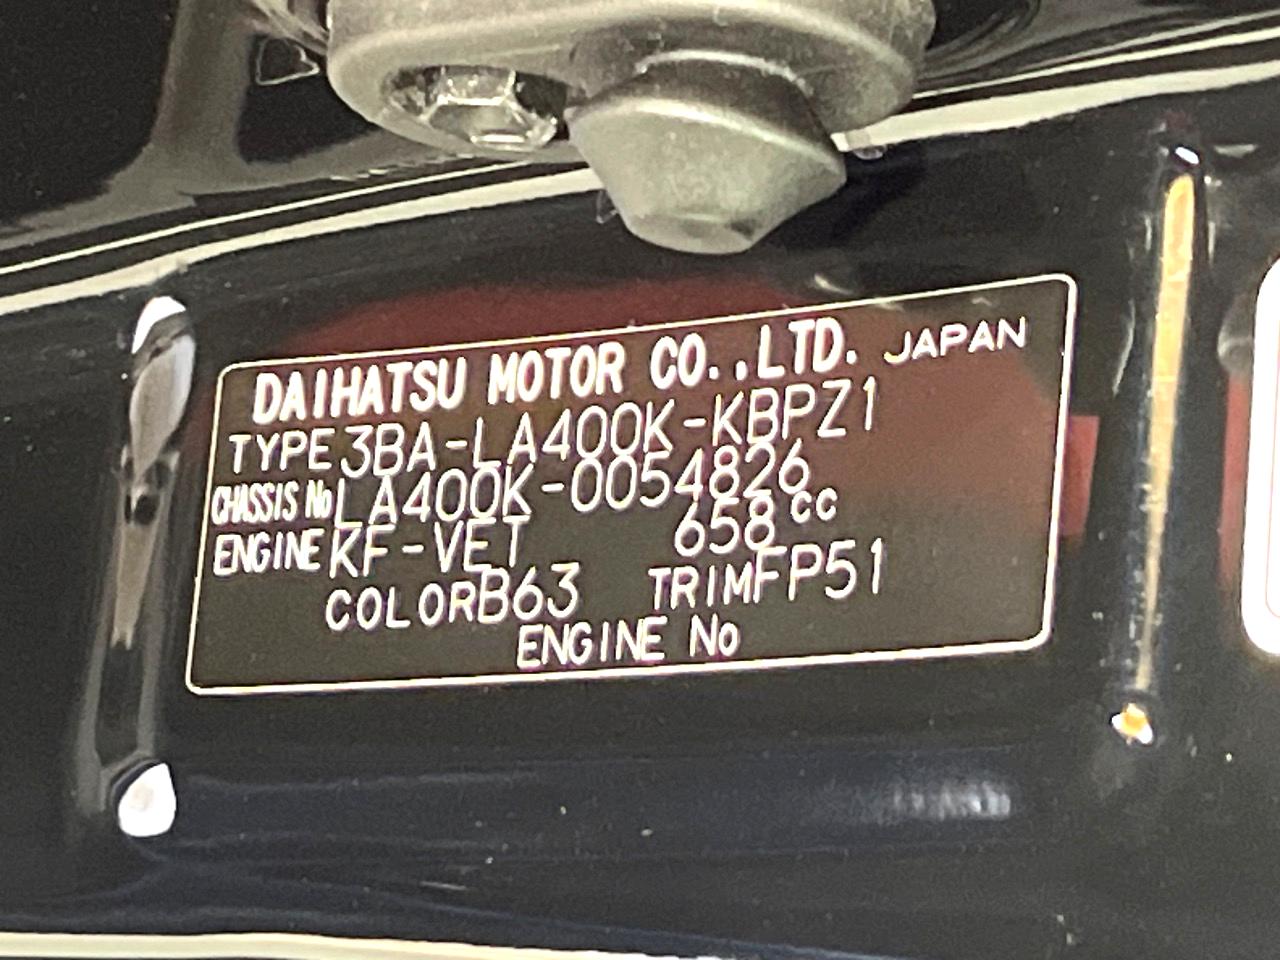 DAIHATSU MOTOR CO.,LTD. JAPAN
TYPE 3BA-LA400K-KBPZ1
CHASSIS No LA400K-0054826
ENGINE KF-VET 658 cc
COLOR B63 TRIM FP51
ENGINE No